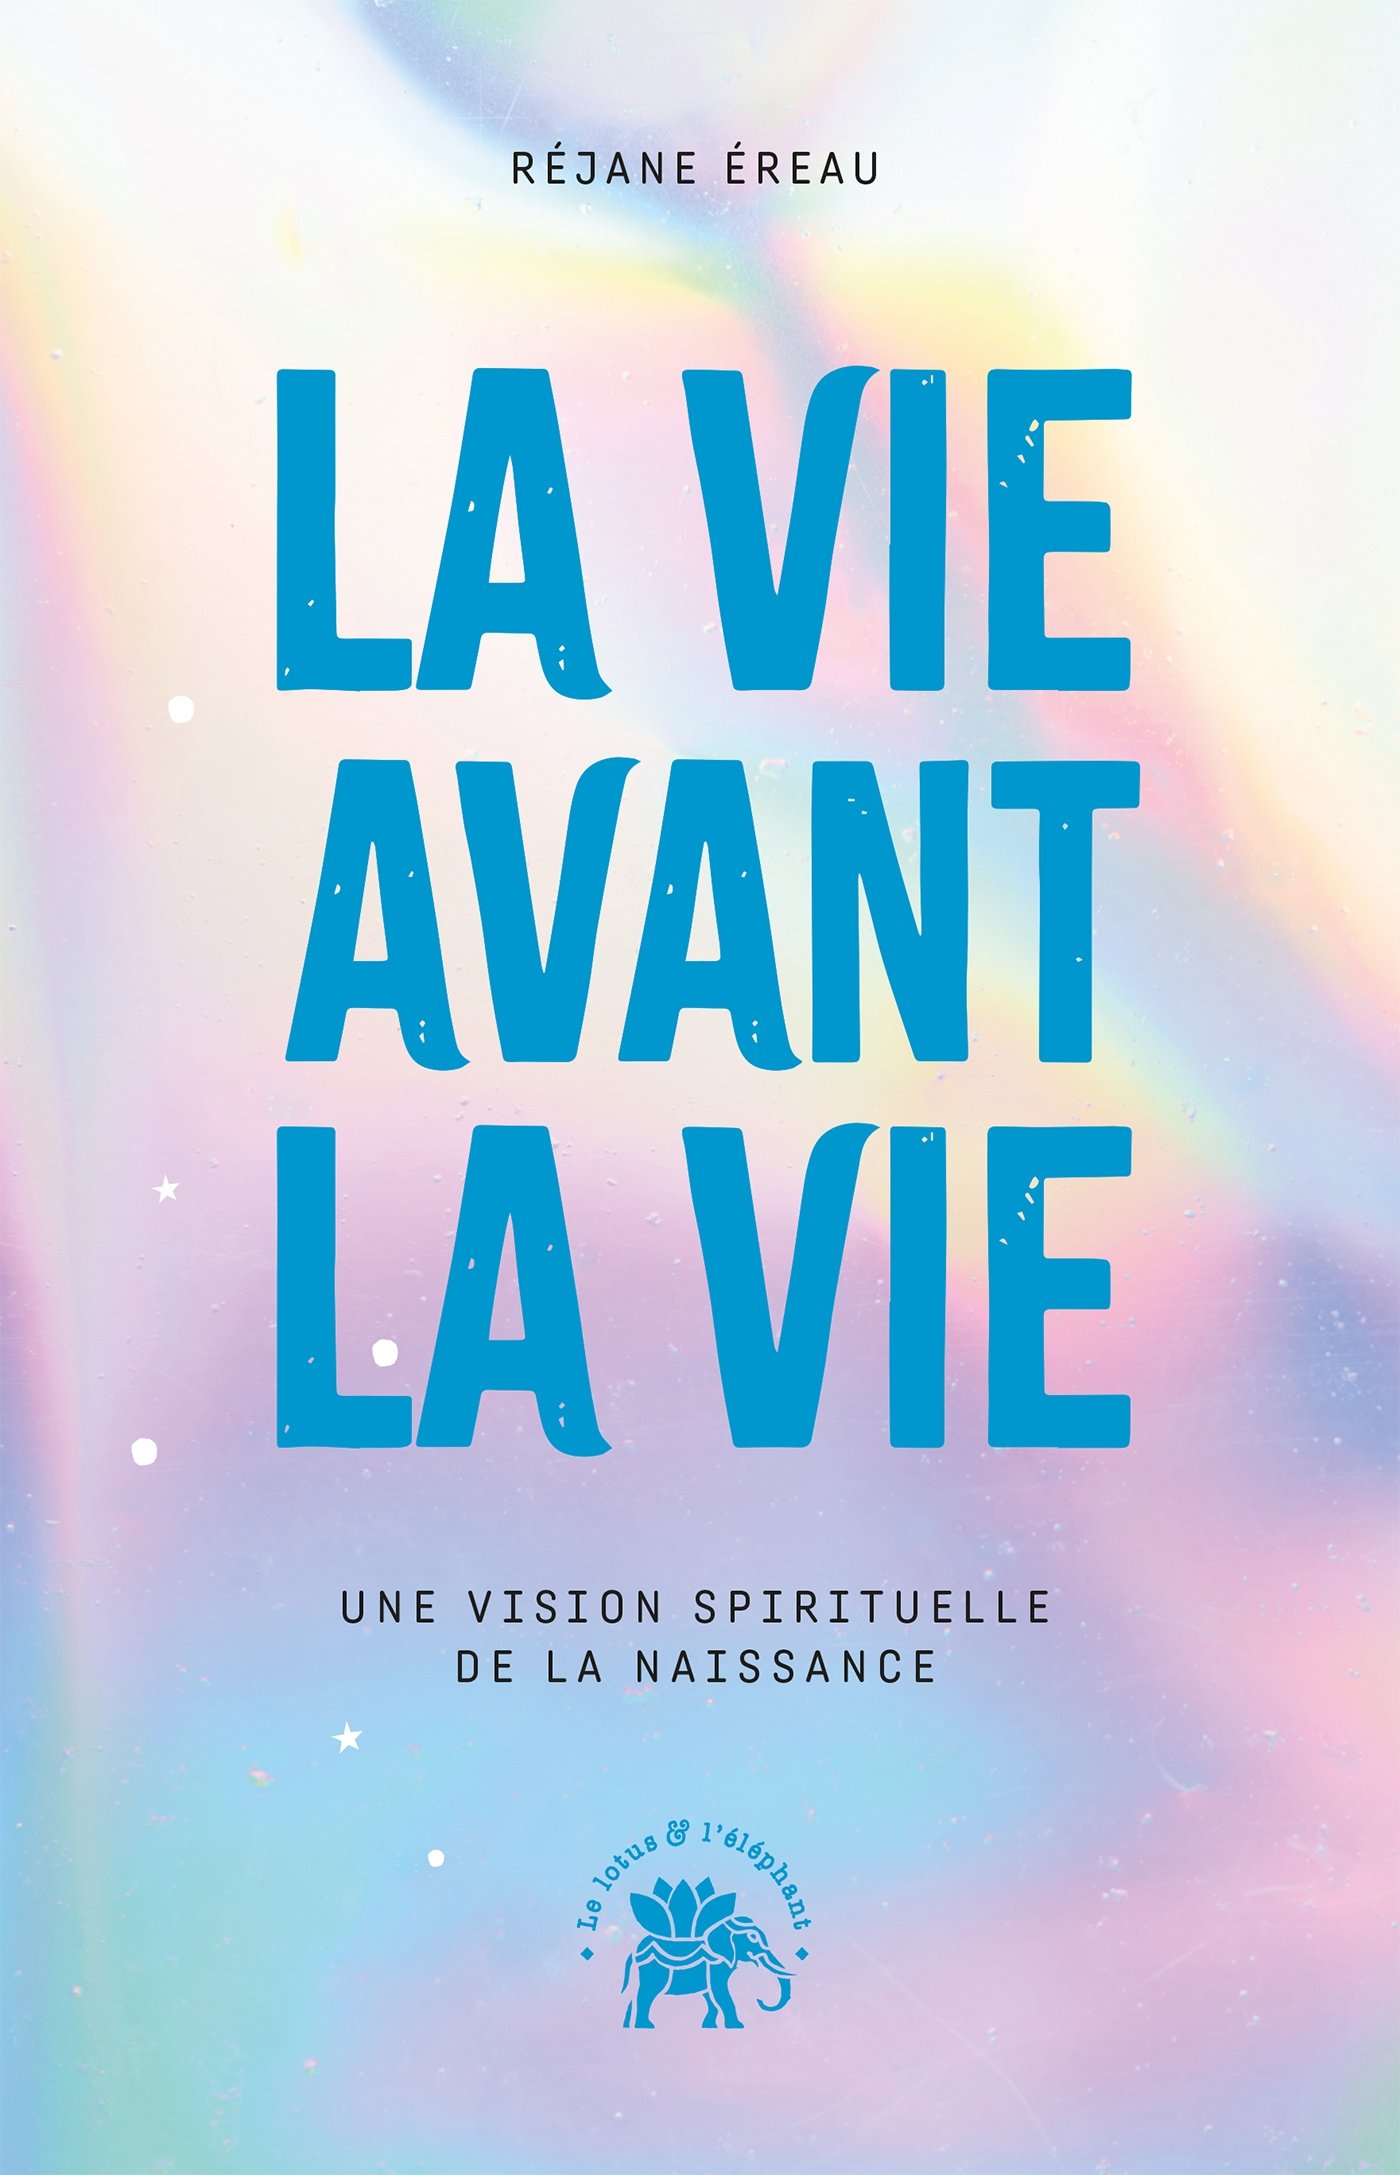 RÉJANE ÉREAU
LA VIE
AVANT
LA VIE
UNE VISION SPIRITUELLE
DE LA NAISSANCE
Le lotus & l'éléphant